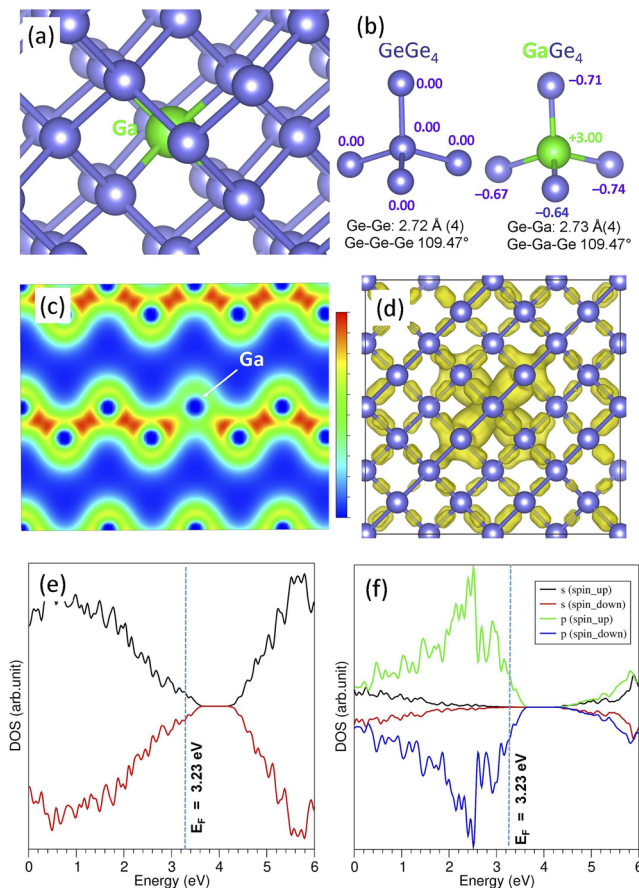 (a)
Ga
(b)
GeGe4
GaGe4
0.00
−0.71
0.00
0.00
0.00
+3.00
0.00
−0.67
−0.74
−0.64
Ge-Ge: 2.72 Å (4)
Ge-Ga: 2.73 Å(4)
Ge-Ge-Ge 109.47°
Ge-Ga-Ge 109.47°
(c)
Ga
(d)
(e)
DOS (arb.unit)
E_F = 3.23 eV
0 1 2 3 4 5 6
Energy (eV)
(f)
s (spin_up)
s (spin_down)
p (spin_up)
p (spin_down)
DOS (arb.unit)
E_F = 3.23 eV
0 1 2 3 4 5 6
Energy (eV)